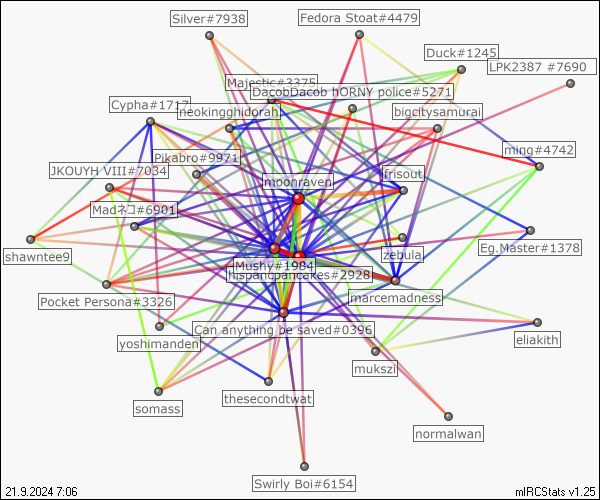 Silver#7938
Fedora Stoat#4479
Duck#1245
LPK2387 #7690
Majestic#3375
DacobDacob hORNY police#5271
Cypha#1717
neokingghidorah
bigcitysamurai
ming#4742
Pikabro#9971
JKOUYH VIII#7034
moonraven
frisout
Madネコ#6901
shawntee9
zebula
Eg.Master#1378
Mushy#1984
hispancpancakes#2928
Pocket Persona#3326
marcemadness
Can anything be saved#0396
yoshimanden
eliakith
mukszi
thesecondtwat
somass
normalwan
Swirly Boi#6154
21.9.2024 7:06
mIRCStats v1.25